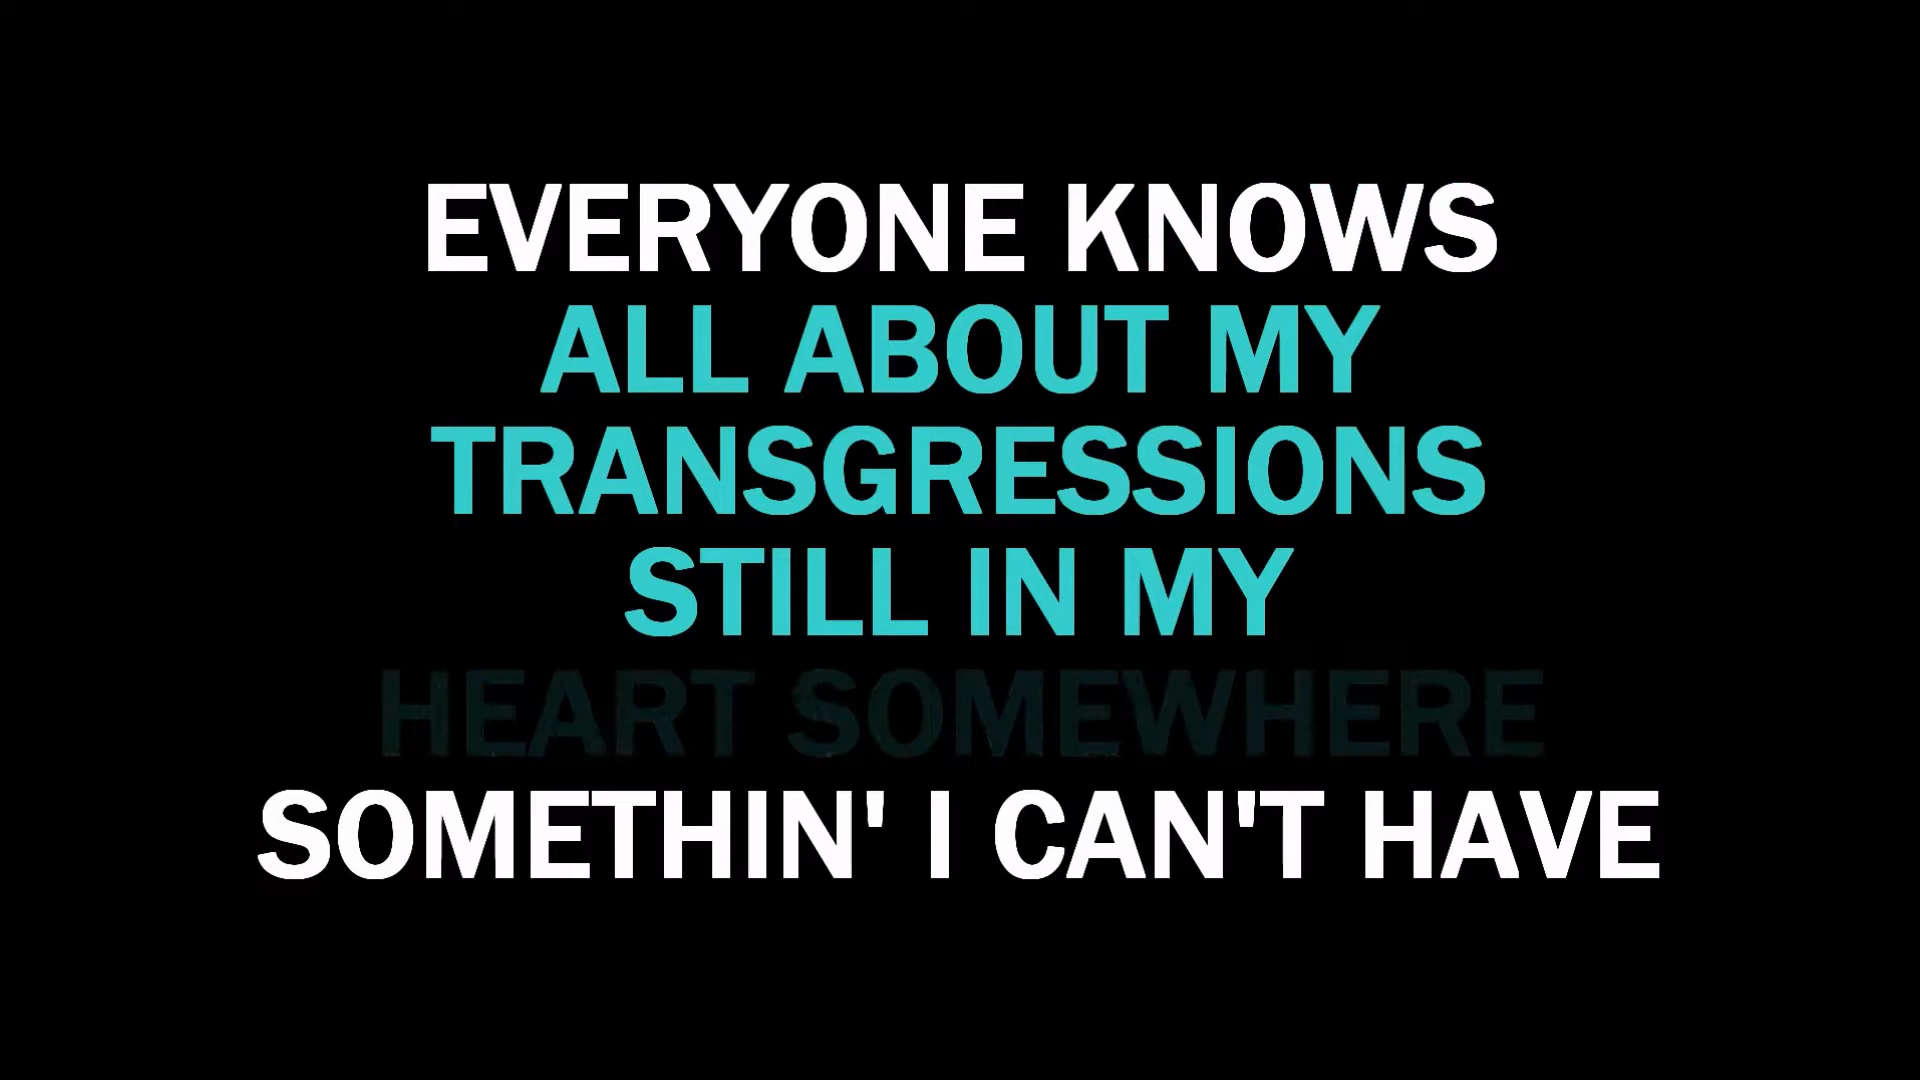 EVERYONE KNOWS
ALL ABOUT MY
TRANSGRESSIONS
STILL IN MY
HEART SOMEWHERE
SOMETHIN' I CAN'T HAVE